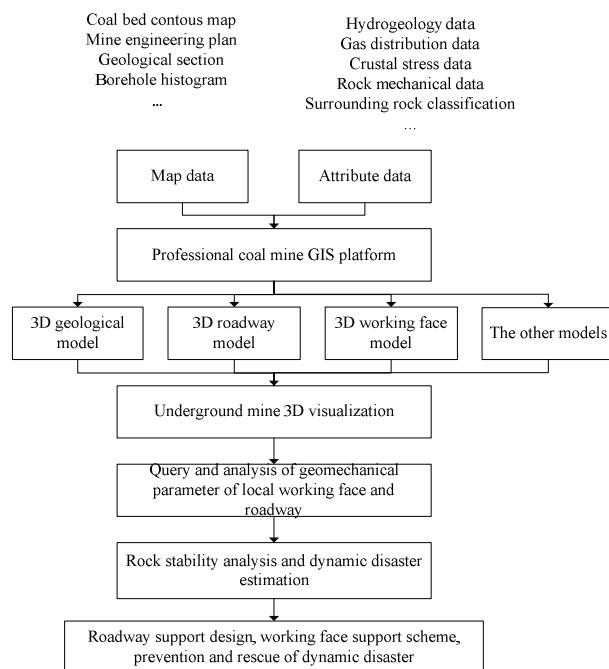 Coal bed contous map
Mine engineering plan
Geological section
Borehole histogram
...
Hydrogeology data
Gas distribution data
Crustal stress data
Rock mechanical data
Surrounding rock classification
...
Map data
Attribute data
Professional coal mine GIS platform
3D geological
model
3D roadway
model
3D working face
model
The other models
Underground mine 3D visualization
Query and analysis of geomechanical
parameter of local working face and
roadway
Rock stability analysis and dynamic disaster
estimation
Roadway support design, working face support scheme,
prevention and rescue of dynamic disaster